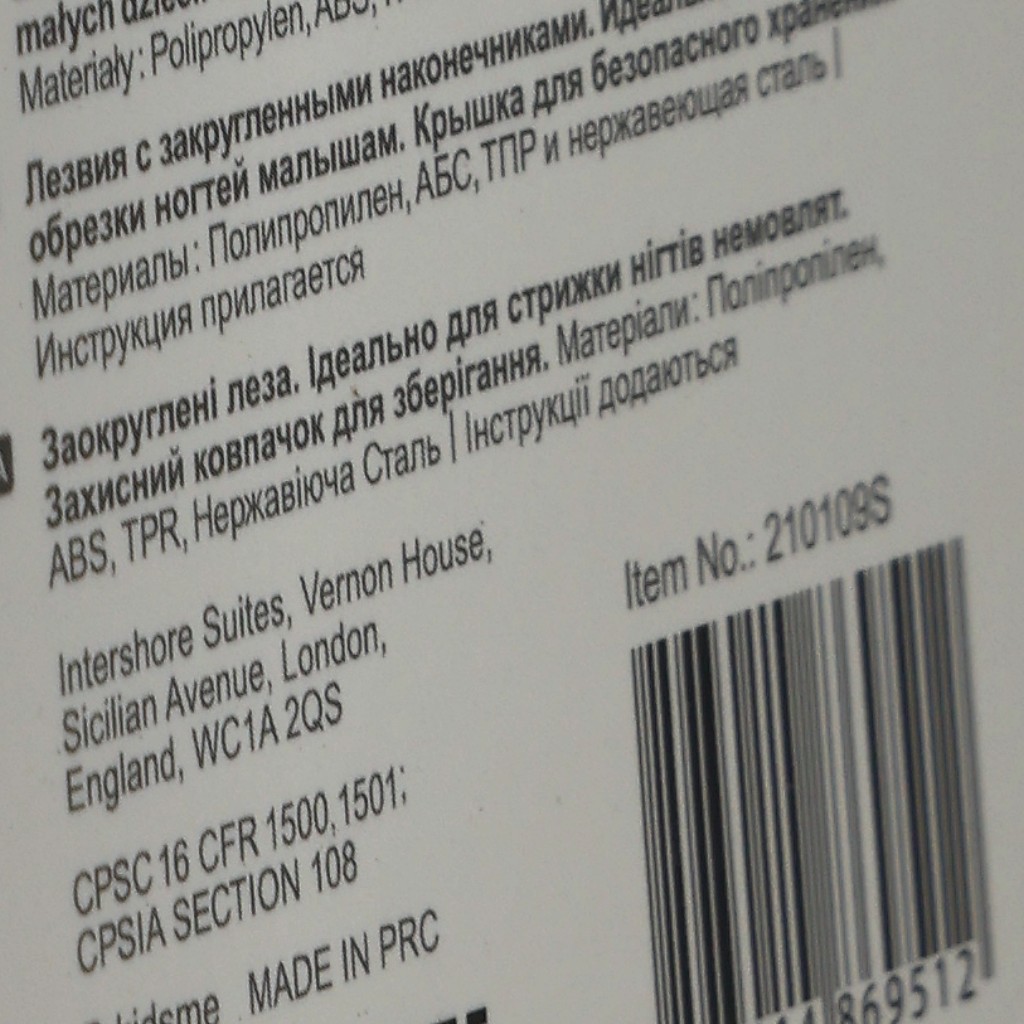 małych
Materiały: Polipropylen, ABS,
Лезвия с закругленными наконечниками.
обрезки ногтей малышам. Крышка для безопасного хранения
Материалы: Полипропилен, АБС, ТПР и нержавеющая сталь |
Инструкция прилагается
Заокруглені леза. Ідеально для стрижки нігтів немовлят.
Захисний ковпачок для зберігання. Матеріали: Поліпропілен,
ABS, TPR, Нержавіюча Сталь | Інструкції додаються
Intershore Suites, Vernon House,
Sicilian Avenue, London,
England, WC1A 2QS
CPSC 16 CFR 1500, 1501;
CPSIA SECTION 108
kidsme MADE IN PRC
Item No.: 210109S
869512